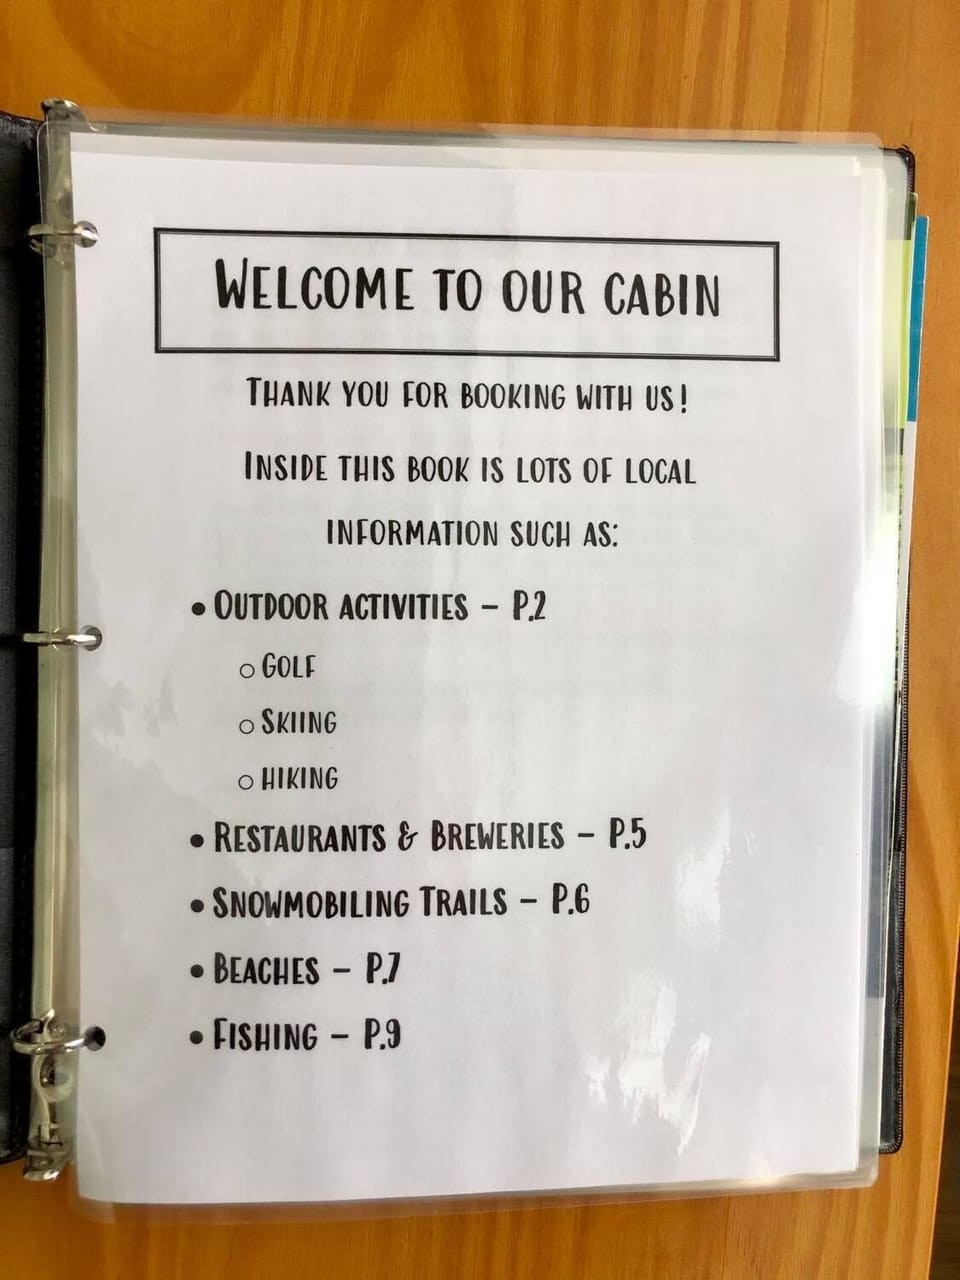 WELCOME TO OUR CABIN
THANK YOU FOR BOOKING WITH US!
INSIDE THIS BOOK IS LOTS OF LOCAL
INFORMATION SUCH AS:
• OUTDOOR ACTIVITIES – P.2
○ GOLF
○ SKIING
○ HIKING
• RESTAURANTS & BREWERIES – P.5
• SNOWMOBILING TRAILS – P.6
• BEACHES – P.7
• FISHING – P.9